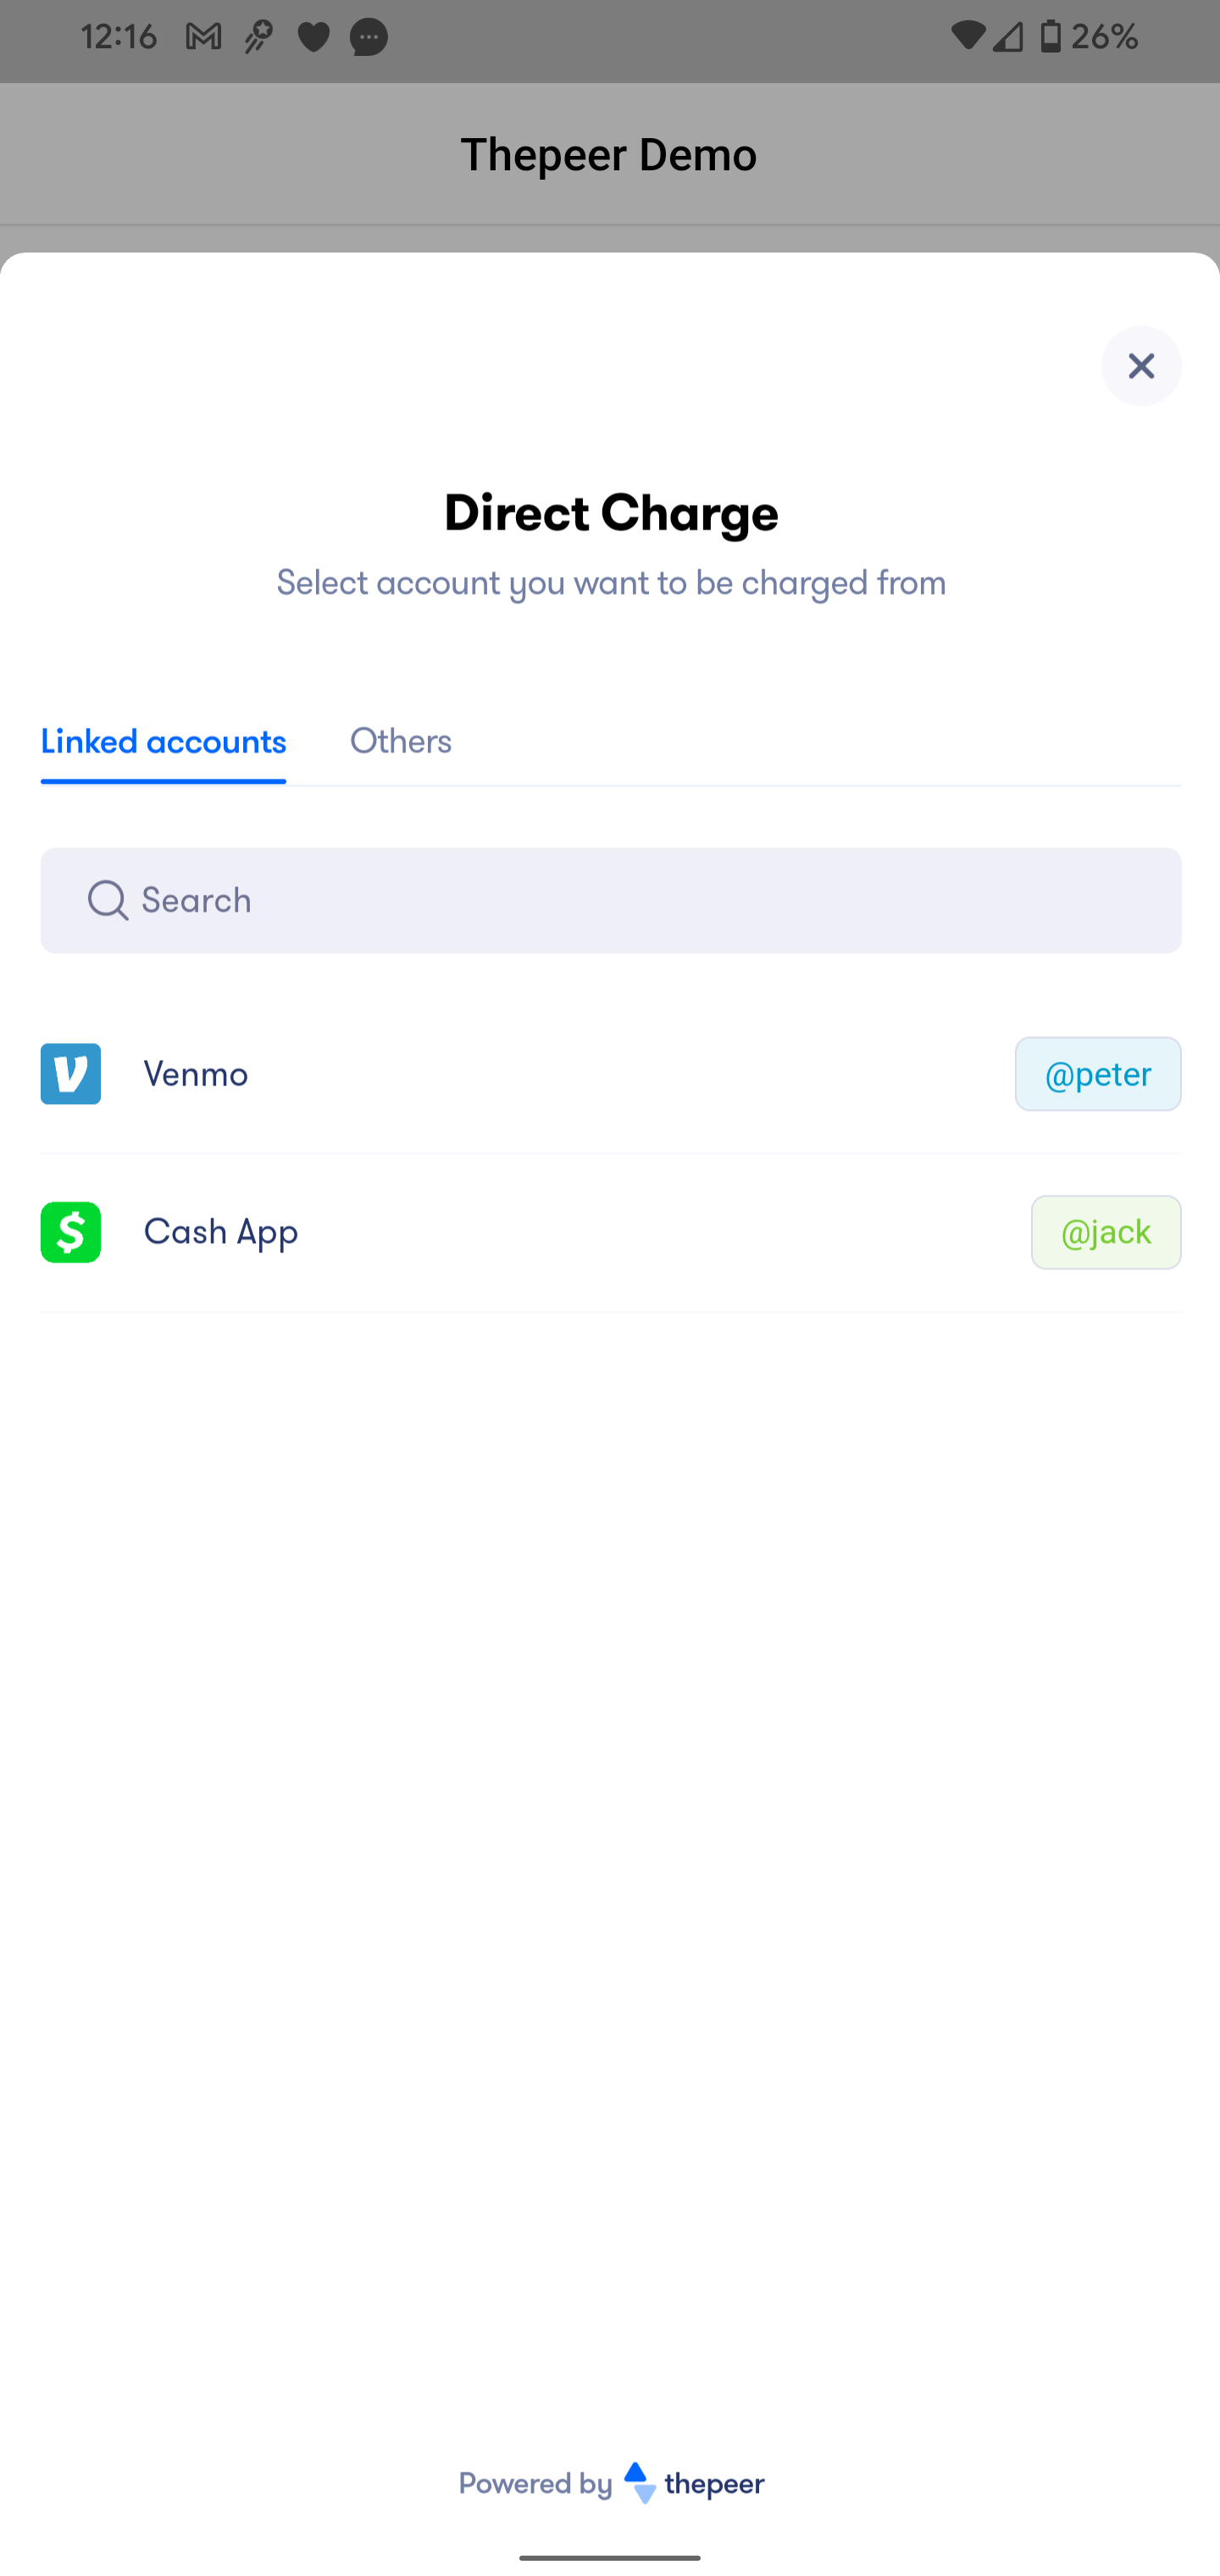 12:16
26%
Thepeer Demo
Direct Charge
Select account you want to be charged from
Linked accounts Others
Search
Venmo @peter
Cash App @jack
Powered by thepeer